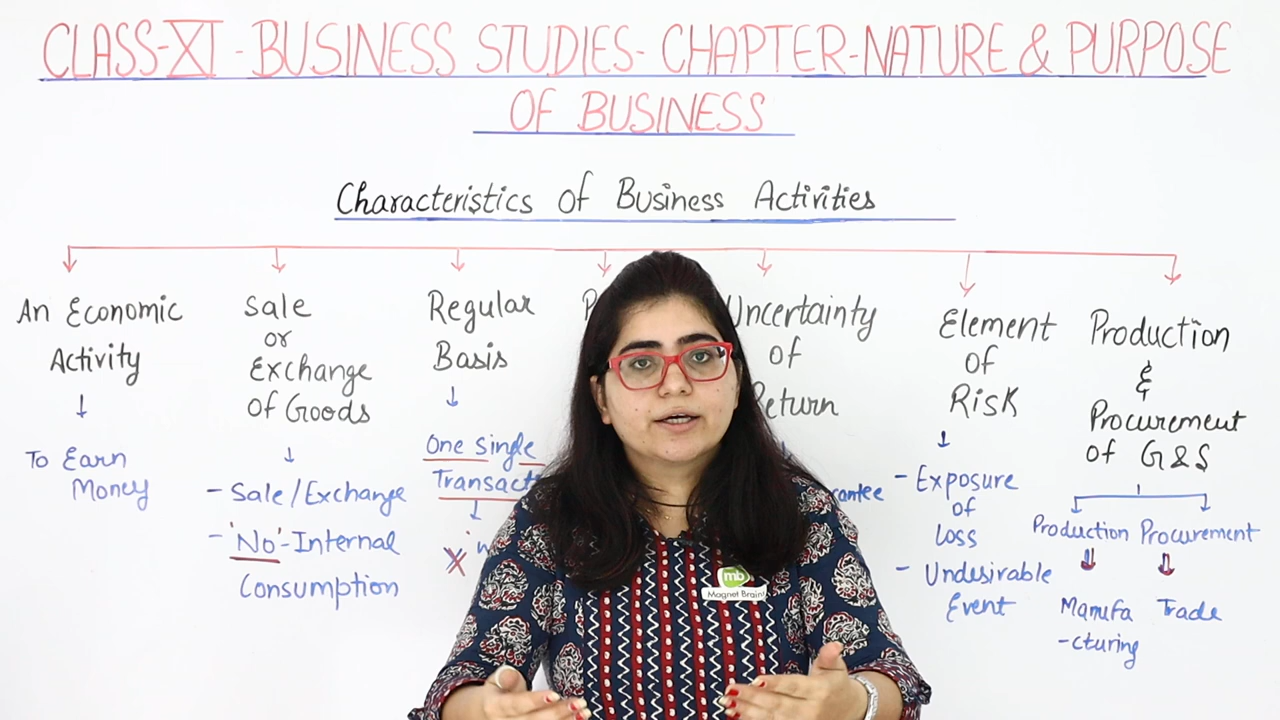 CLASS-XI - BUSINESS STUDIES- CHAPTER-NATURE & PURPOSE
OF BUSINESS
Characteristics of Business Activities
An Economic
Activity
↓
To Earn
Money
Sale
or
Exchange
of Goods
↓
- Sale/Exchange
- 'No'-Internal
Consumption
Regular
Basis
↓
One single
↓
Uncertainty
of
Return
Element
of
Risk
↓
- Exposure
of
Loss
- Undesirable
Event
Production
&
Procurement
of G&S
Production Procurement
Manufa Trade
-cturing
mb
Magnet Brains